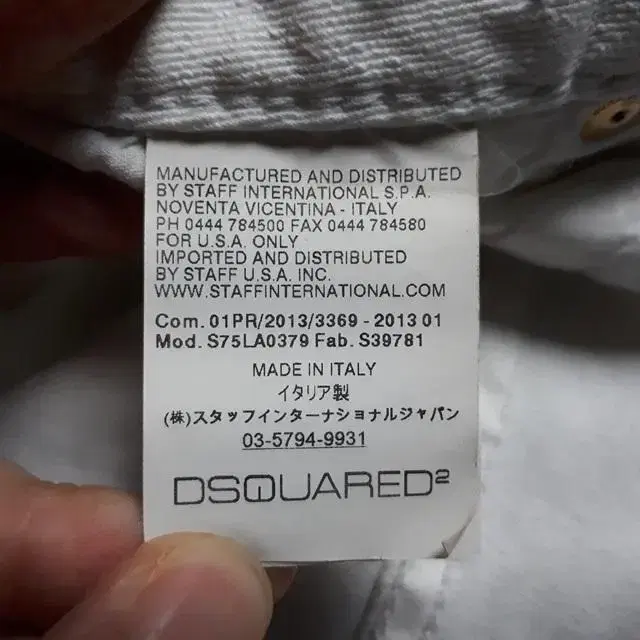 MANUFACTURED AND DISTRIBUTED
BY STAFF INTERNATIONAL S.P.A.
NOVENTA VICENTINA - ITALY
PH 0444 784500 FAX 0444 784580
FOR U.S.A. ONLY
IMPORTED AND DISTRIBUTED
BY STAFF U.S.A. INC.
WWW.STAFFINTERNATIONAL.COM
Com. 01PR/2013/3369 - 2013 01
Mod. S75LA0379 Fab. S39781
MADE IN ITALY
イタリア製
(株)スタッフインターナショナルジャパン
03-5794-9931
DSQUARED²